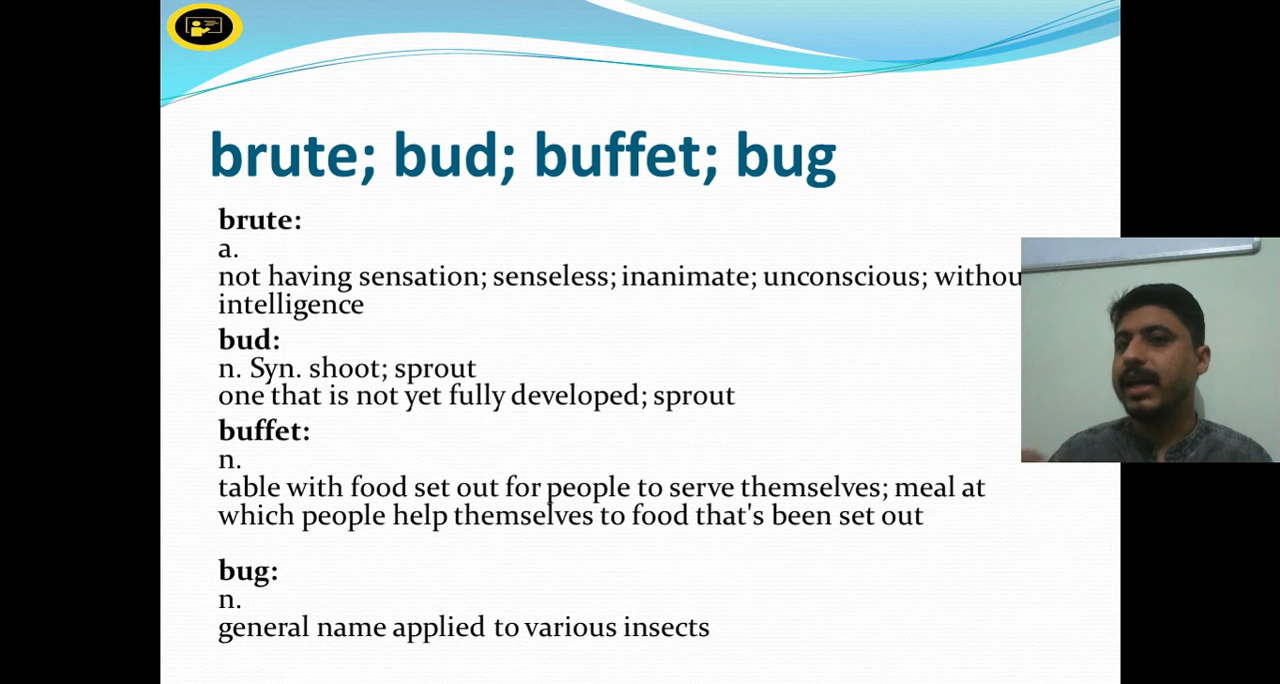 brute; bud; buffet; bug
brute:
a.
not having sensation; senseless; inanimate; unconscious; withou
intelligence
bud:
n. Syn. shoot; sprout
one that is not yet fully developed; sprout
buffet:
n.
table with food set out for people to serve themselves; meal at
which people help themselves to food that's been set out
bug:
n.
general name applied to various insects